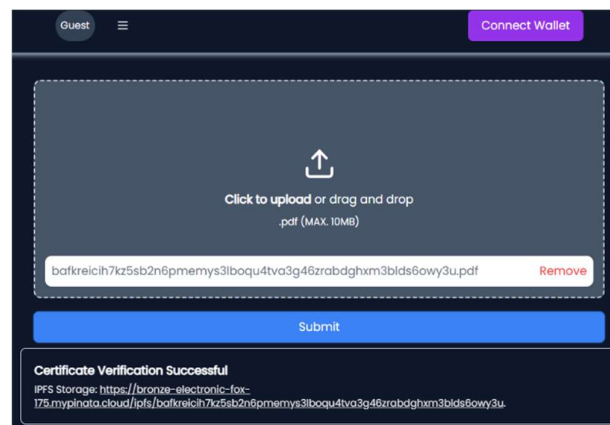 Guest
Connect Wallet
Click to upload or drag and drop
.pdf (MAX. 10MB)
bafkreicih7kz5sb2n6pmemys3lboqu4tva3g46zrabdghxm3blds6owy3u.pdf
Remove
Submit
Certificate Verification Successful
IPFS Storage: https://bronze-electronic-fox-
175.mypinata.cloud/ipfs/bafkreicih7kz5sb2n6pmemys3lboqu4tva3g46zrabdghxm3blds6owy3u.